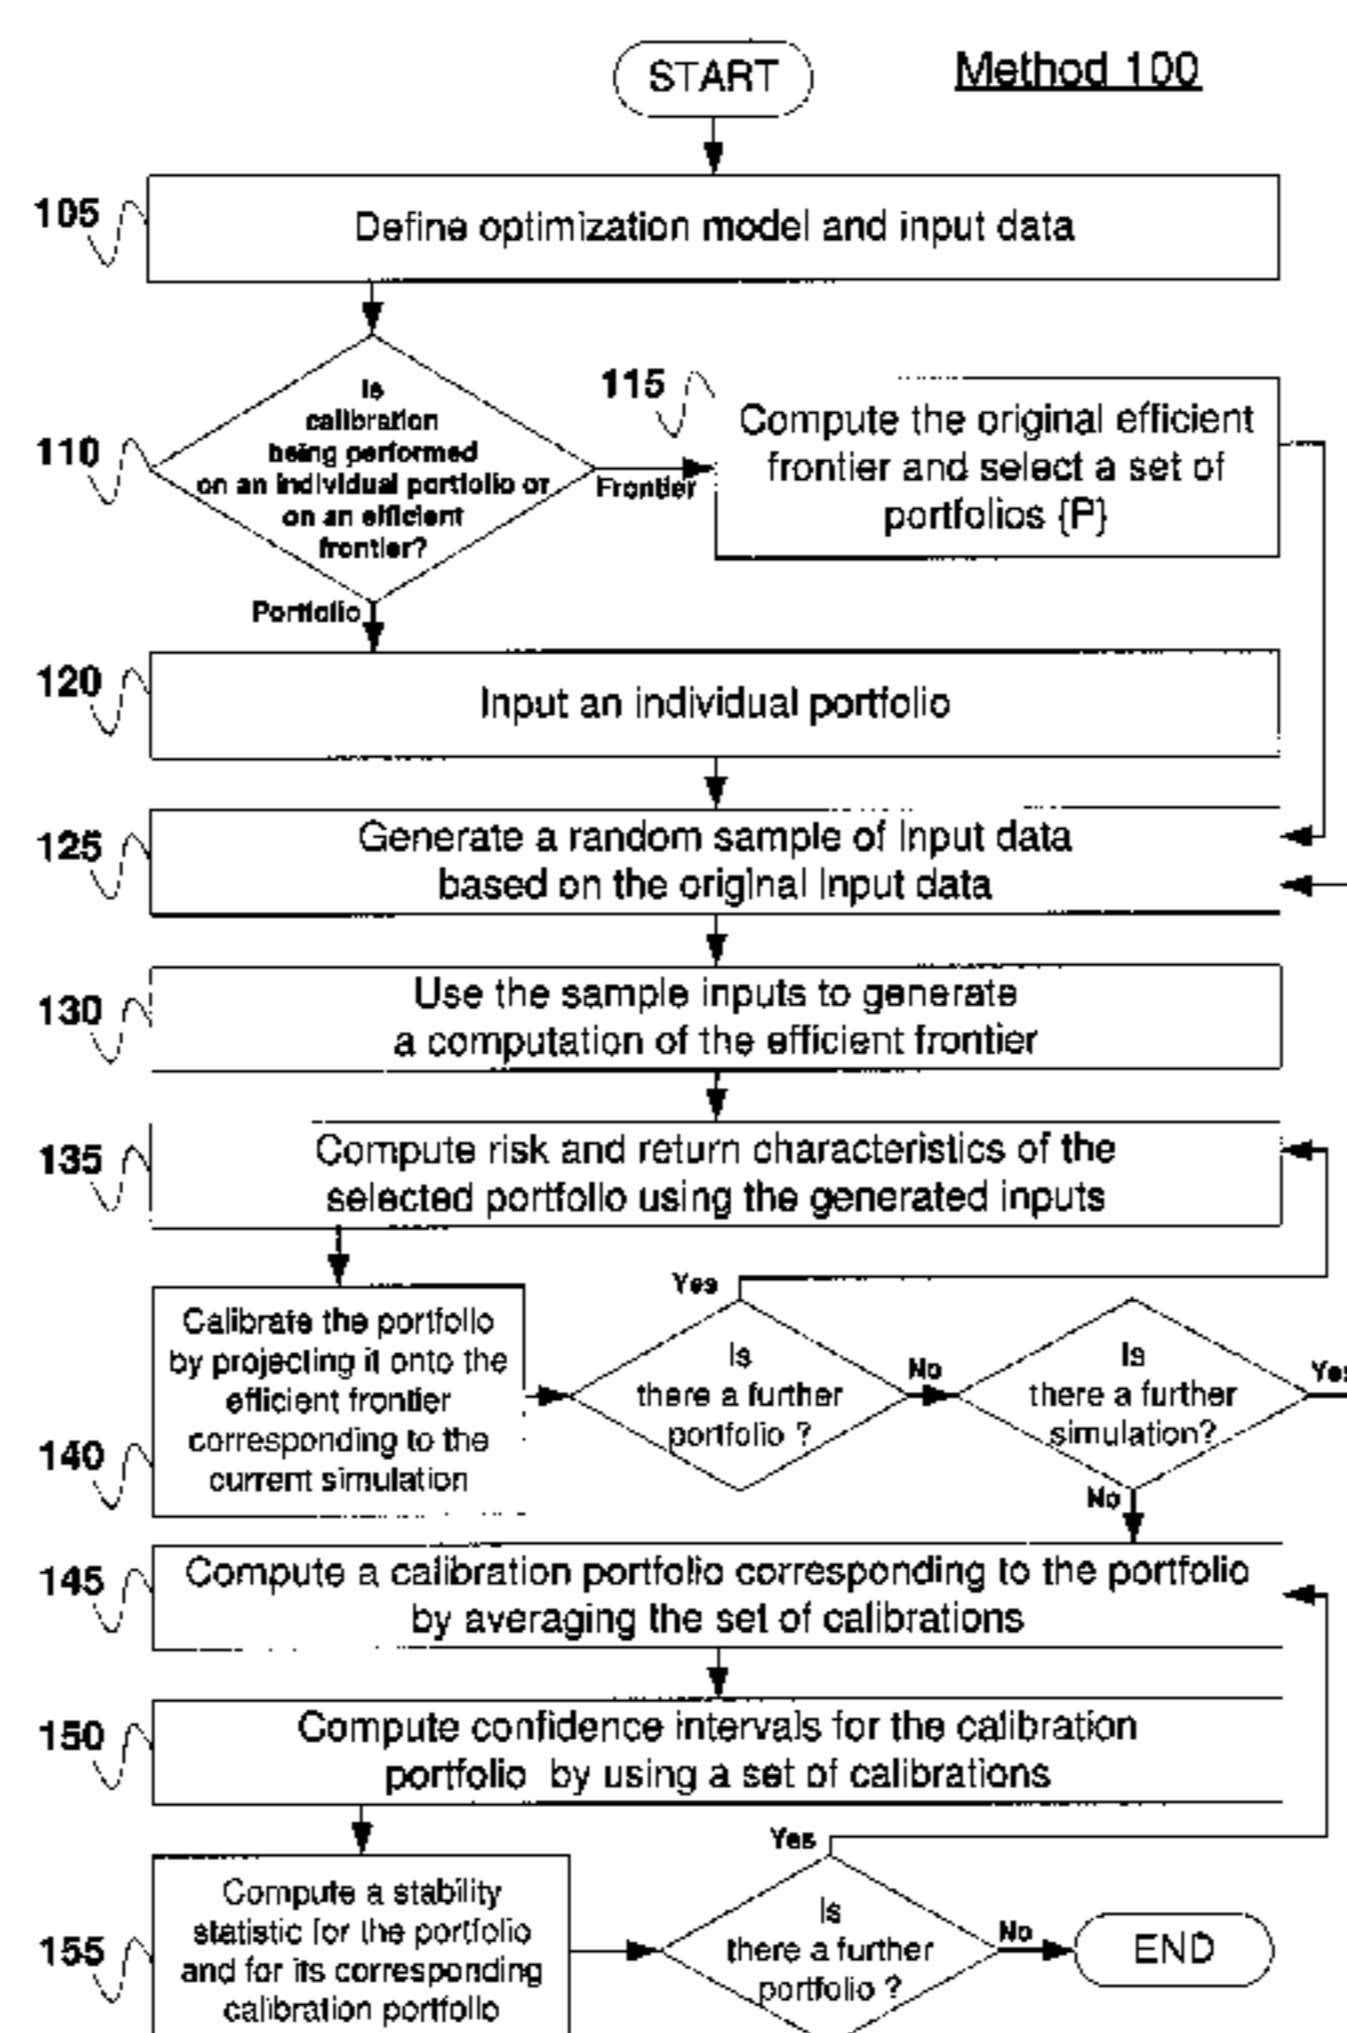 START
Method 100
105
Define optimization model and input data
110
Is
calibration
being performed
on an individual portfolio or
on an efficient
frontier?
Frontier
115
Compute the original efficient
frontier and select a set of
portfolios {P}
Portfolio
120
Input an individual portfolio
125
Generate a random sample of input data
based on the original input data
130
Use the sample inputs to generate
a computation of the efficient frontier
135
Compute risk and return characteristics of the
selected portfolio using the generated inputs
140
Calibrate the portfolio
by projecting it onto the
efficient frontier
corresponding to the
current simulation
Yes
Is
there a further
portfolio ?
No
Is
there a further
simulation?
Yes
No
145
Compute a calibration portfolio corresponding to the portfolio
by averaging the set of calibrations
150
Compute confidence intervals for the calibration
portfolio by using a set of calibrations
155
Compute a stability
statistic for the portfolio
and for its corresponding
calibration portfolio
Yes
Is
there a further
portfolio ?
No
END